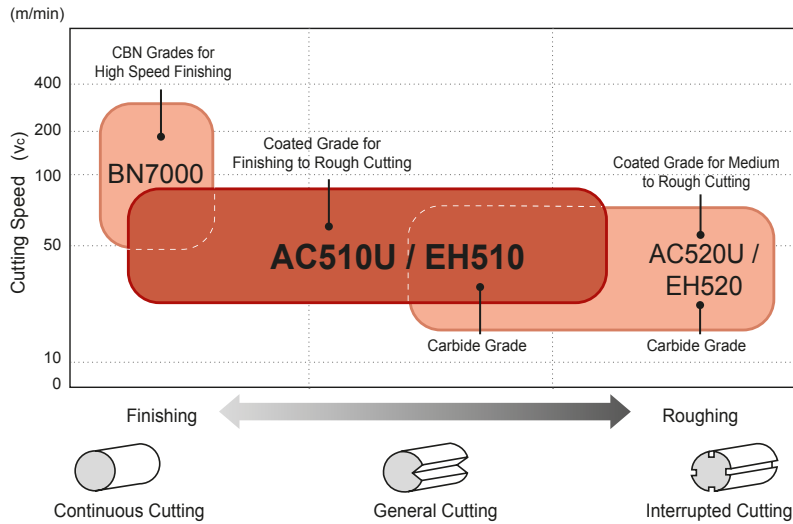 (m/min)
CBN Grades for
High Speed Finishing
400
Coated Grade for
Finishing to Rough Cutting
200
Coated Grade for Medium
to Rough Cutting
100
BN7000
Cutting Speed (vc)
50
AC510U / EH510
AC520U /
EH520
Carbide Grade
Carbide Grade
10
0
Finishing
Roughing
Continuous Cutting
General Cutting
Interrupted Cutting